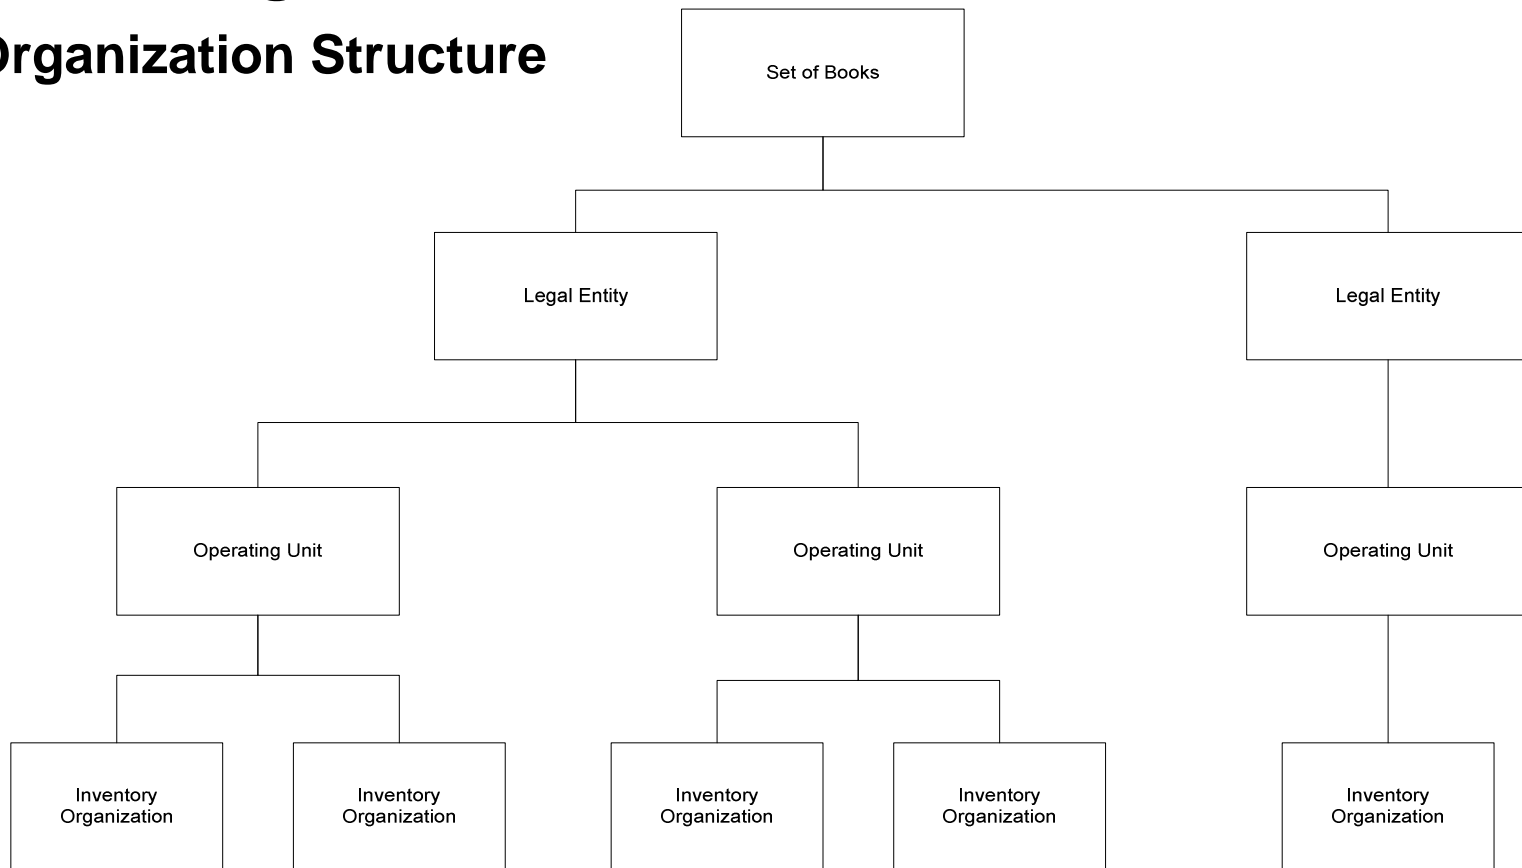 Organization Structure
Set of Books
Legal Entity
Legal Entity
Operating Unit
Operating Unit
Operating Unit
Inventory
Organization
Inventory
Organization
Inventory
Organization
Inventory
Organization
Inventory
Organization